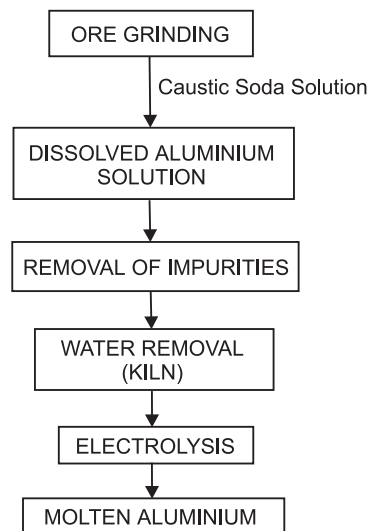 ORE GRINDING
Caustic Soda Solution
DISSOLVED ALUMINIUM
SOLUTION
REMOVAL OF IMPURITIES
WATER REMOVAL
(KILN)
ELECTROLYSIS
MOLTEN ALUMINIUM